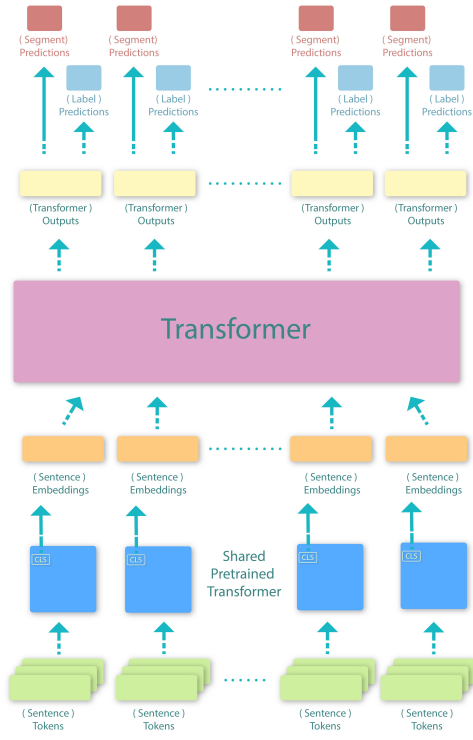 ( Segment)
Predictions
( Segment)
Predictions
( Segment)
Predictions
( Segment)
Predictions
( Label )
Predictions
( Label )
Predictions
( Label )
Predictions
( Label )
Predictions
(Transformer )
Outputs
(Transformer )
Outputs
(Transformer )
Outputs
(Transformer )
Outputs
Transformer
( Sentence )
Embeddings
( Sentence )
Embeddings
( Sentence )
Embeddings
( Sentence )
Embeddings
CLS
CLS
Shared
Pretrained
Transformer
CLS
CLS
( Sentence )
Tokens
( Sentence )
Tokens
( Sentence )
Tokens
( Sentence )
Tokens